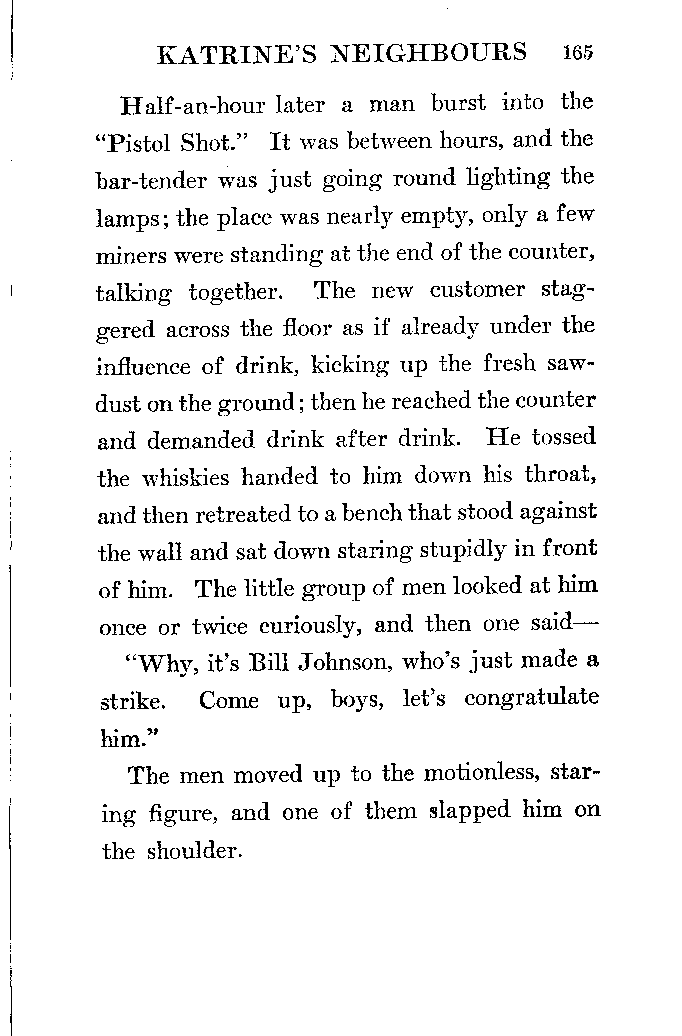 KATRINE'S NEIGHBOURS 165
Half-an-hour later a man burst into the
"Pistol Shot." It was between hours, and the
bar-tender was just going round lighting the
lamps; the place was nearly empty, only a few
miners were standing at the end of the counter,
talking together. The new customer stag-
gered across the floor as if already under the
influence of drink, kicking up the fresh saw-
dust on the ground; then he reached the counter
and demanded drink after drink. He tossed
the whiskies handed to him down his throat,
and then retreated to a bench that stood against
the wall and sat down staring stupidly in front
of him. The little group of men looked at him
once or twice curiously, and then one said—
"Why, it's Bill Johnson, who's just made a
strike. Come up, boys, let's congratulate
him."
The men moved up to the motionless, star-
ing figure, and one of them slapped him on
the shoulder.